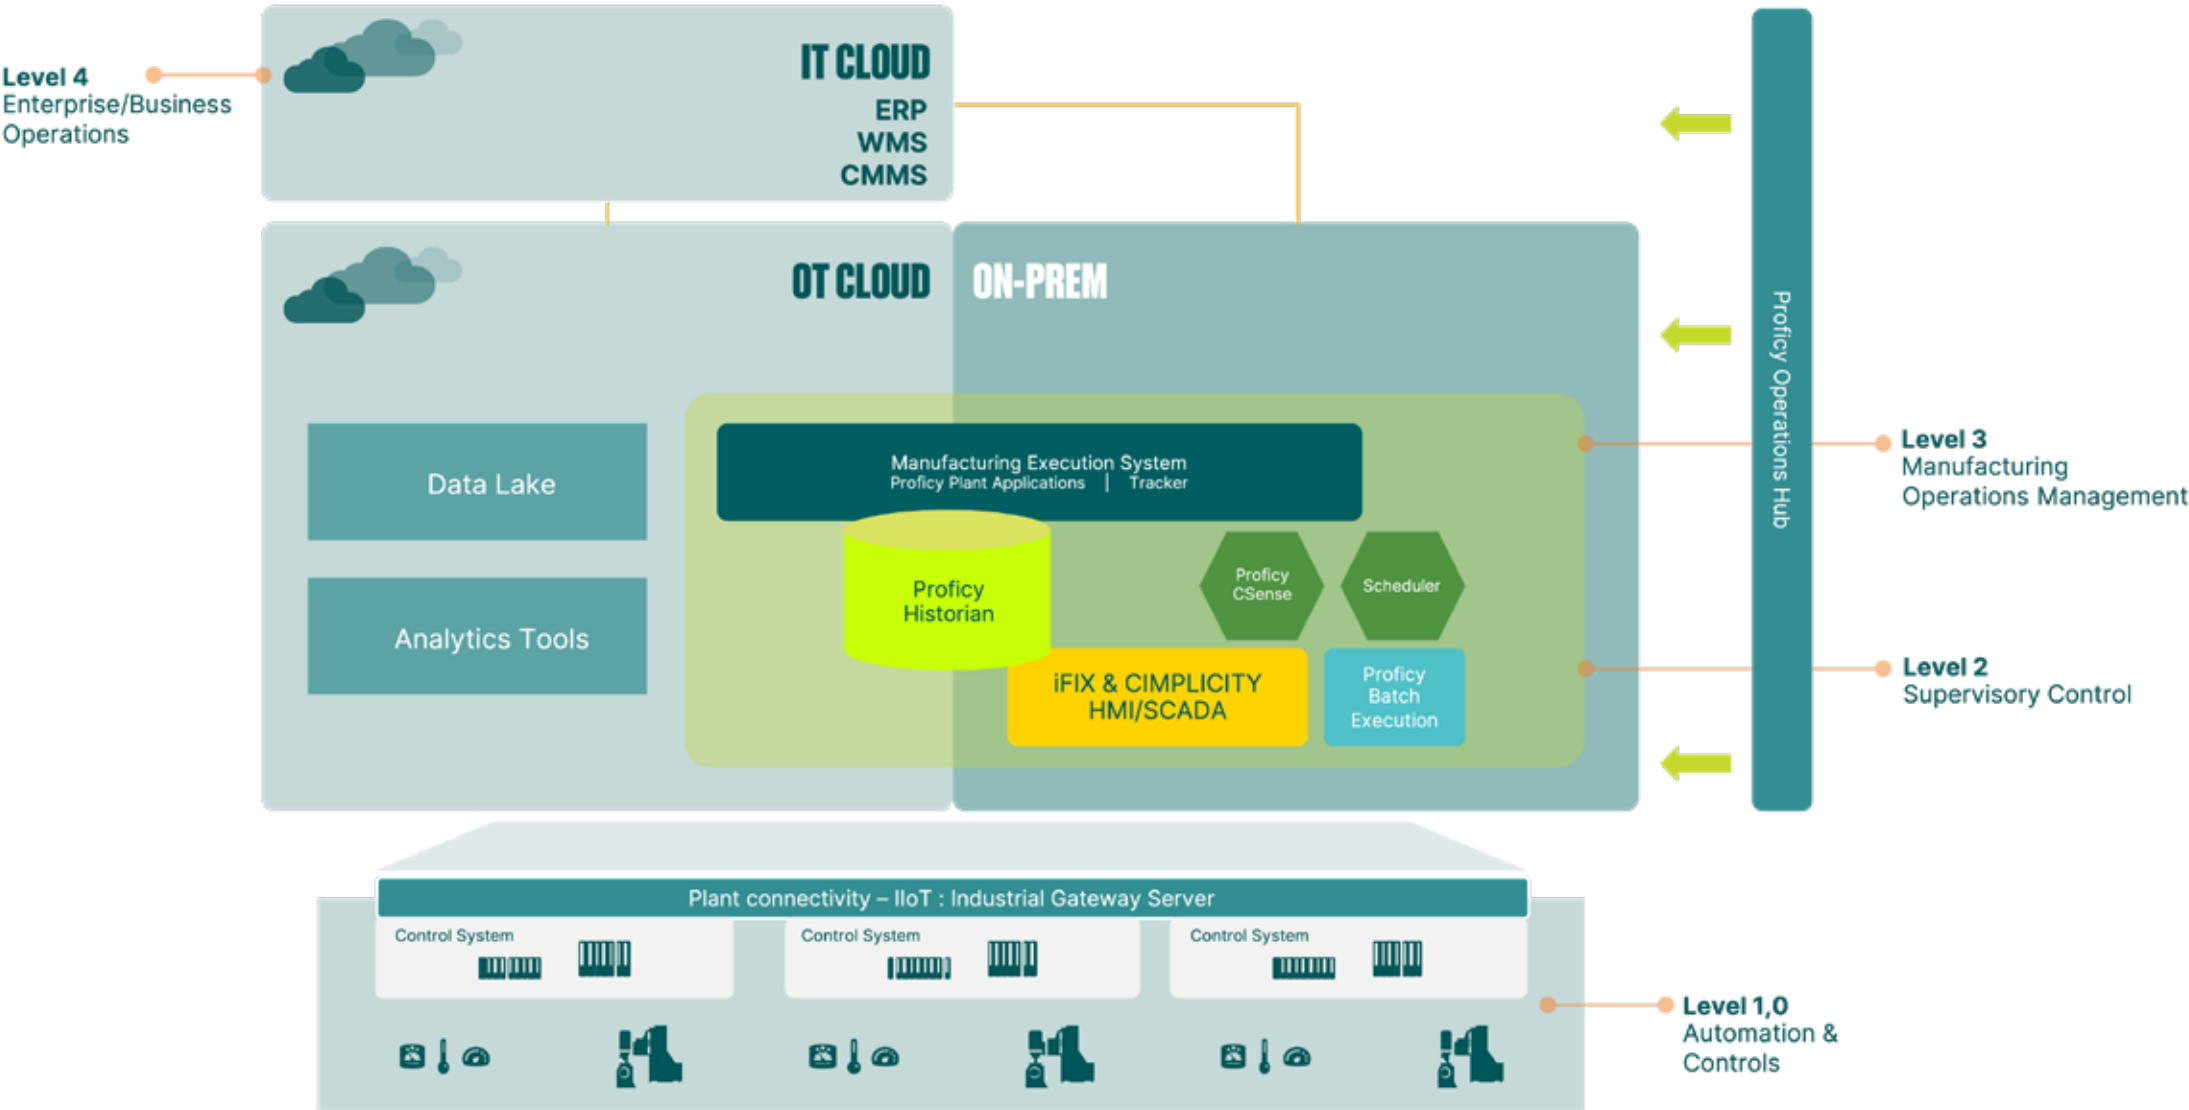 Level 4
Enterprise/Business
Operations
IT CLOUD
ERP
WMS
CMMS
OT CLOUD
ON-PREM
Data Lake
Analytics Tools
Manufacturing Execution System
Proficy Plant Applications | Tracker
Proficy
Historian
Proficy
CSense
Scheduler
iFIX & CIMPLICITY
HMI/SCADA
Proficy
Batch
Execution
Proficy Operations Hub
Level 3
Manufacturing
Operations Management
Level 2
Supervisory Control
Plant connectivity – IIoT : Industrial Gateway Server
Control System
Control System
Control System
Level 1,0
Automation &
Controls